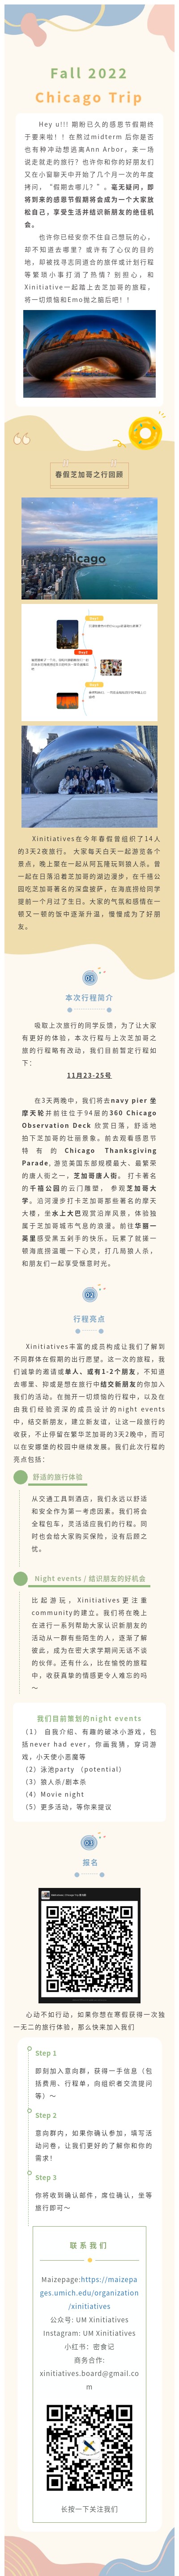 Fall 2022
Chicago Trip
Hey u!!! 期盼已久的感恩节假期终
于要来啦！！在熬过midterm 后你是否
也有种冲动想逃离Ann Arbor，来一场
说走就走的旅行？也许你和你的好朋友们
又在小窗聊天中开始了几个月一次的年度
拷问，“假期去哪儿？”。毫无疑问，即
将到来的感恩节假期将会成为一个大家放
松自己，享受生活并结识新朋友的绝佳机
会。
也许你已经安奈不住自己想玩的心，
却不知道去哪里？或许有了心仪的目的
地，却被找寻志同道合的旅伴或计划行程
等繁琐小事打消了热情？别担心，和
Xinitiative一起踏上去芝加哥的旅程，
将一切烦恼和Emo抛之脑后吧！！
春假芝加哥之行回顾
Xinitiatives在今年春假曾组织了14人
的3天2夜旅行。 大家每天白天一起游览各个
景点，晚上聚在一起从阿瓦隆玩到狼人杀。曾
一起在日落沿着芝加哥的湖边漫步，在千禧公
园吃芝加哥著名的深盘披萨，在海底捞给同学
提前一个月过了生日。大家的气氛和感情在一
顿又一顿的饭中逐渐升温，慢慢成为了好朋
友。
01
本次行程简介
吸取上次旅行的同学反馈，为了让大家
有更好的体验，本次行程与上次芝加哥之
旅的行程略有改动，我们目前暂定行程如
下：
11月23-25号
在3天两晚中，我们将去navy pier 坐
摩天轮并前往位于94层的360 Chicago
Observation Deck 欣赏日落，舒适地
拍下芝加哥的壮丽景象。前去观看感恩节
特有的Chicago Thanksgiving
Parade, 游览美国东部规模最大、最繁荣
的唐人街之一，芝加哥唐人街。 打卡著名
的千禧公园的云门雕塑， 参观芝加哥大
学。沿河漫步打卡芝加哥那些著名的摩天
大楼，坐水上大巴观赏沿岸风景，体验独
属于芝加哥城市气息的浪漫。前往华丽一
英里感受黑五剁手的快乐。玩累了就搓一
顿海底捞温暖一下心灵，打几局狼人杀，
和朋友们一起享受惬意时光。
02
行程亮点
Xinitiatives丰富的成员构成让我们了解到
不同群体在假期的出行愿望。这一次的旅程，我
们诚挚的邀请或单人、或有1-2个朋友，不知道
去哪里、抑或是想在旅行中结交新朋友的你加入
我们的活动。在抛开一切烦恼的行程中，以及在
由我们经验资深的成员设计的night events
中，结交新朋友，建立新友谊，让这一段旅行的
收获，不止停留在繁华芝加哥的3天2晚中，而可
以在安娜堡的校园中继续发展。我们此次行程的
亮点包括：
舒适的旅行体验
从交通工具到酒店，我们永远以舒适
和安全作为第一考虑因素。我们将会
全程包车，灵活适应我们的行程。同
时也会给大家购买保险，没有后顾之
忧。
Night events / 结识朋友的好机会
比起游玩，Xinitiatives更注重
community的建立。我们将在晚上
在进行一系列帮助大家认识新朋友的
活动从一群有些陌生的人，逐渐了解
彼此，成为在密大求学期间无话不谈
的伙伴。还有什么，比在愉悦的旅程
中，收获真挚的情感更令人难忘的吗
～
我们目前策划的night events
（1） 自我介绍、有趣的破冰小游戏，包
括never had ever，你画我猜，穿词游
戏，小天使小恶魔等
（2）泳池party （potential）
（3）狼人杀/剧本杀
（4）Movie night
（5）更多活动，等你来提议
03
报名
心动不如行动，如果你想在寒假获得一次独
一无二的旅行体验，那么快来加入我们
Step 1
即刻加入意向群，获得一手信息（包
括费用、行程单，向组织者交流提问
等）～
Step 2
意向群内，如果你确认参加，填写活
动问卷，让我们更好的了解你和你的
需求！
Step 3
你将收到确认邮件，席位确认，坐等
旅行即可～
联系我们
Maizepage:https://maizepa
ges.umich.edu/organization
/xinitiatives
公众号: UM Xinitiatives
Instagram: UM Xinitiatives
小红书：密食记
商务合作:
xinitiatives.board@gmail.co
m
长按一下关注我们